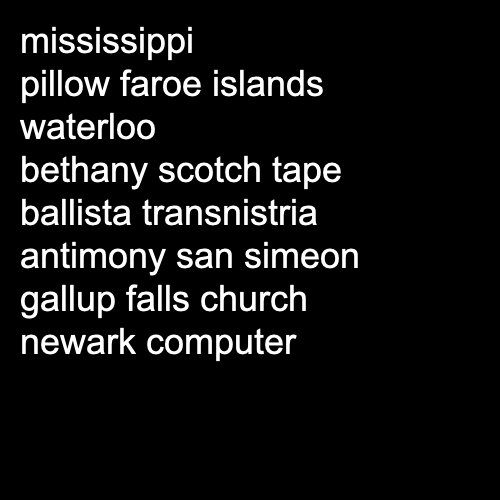 mississippi
pillow faroe islands
waterloo
bethany scotch tape
ballista transnistria
antimony san simeon
gallup falls church
newark computer